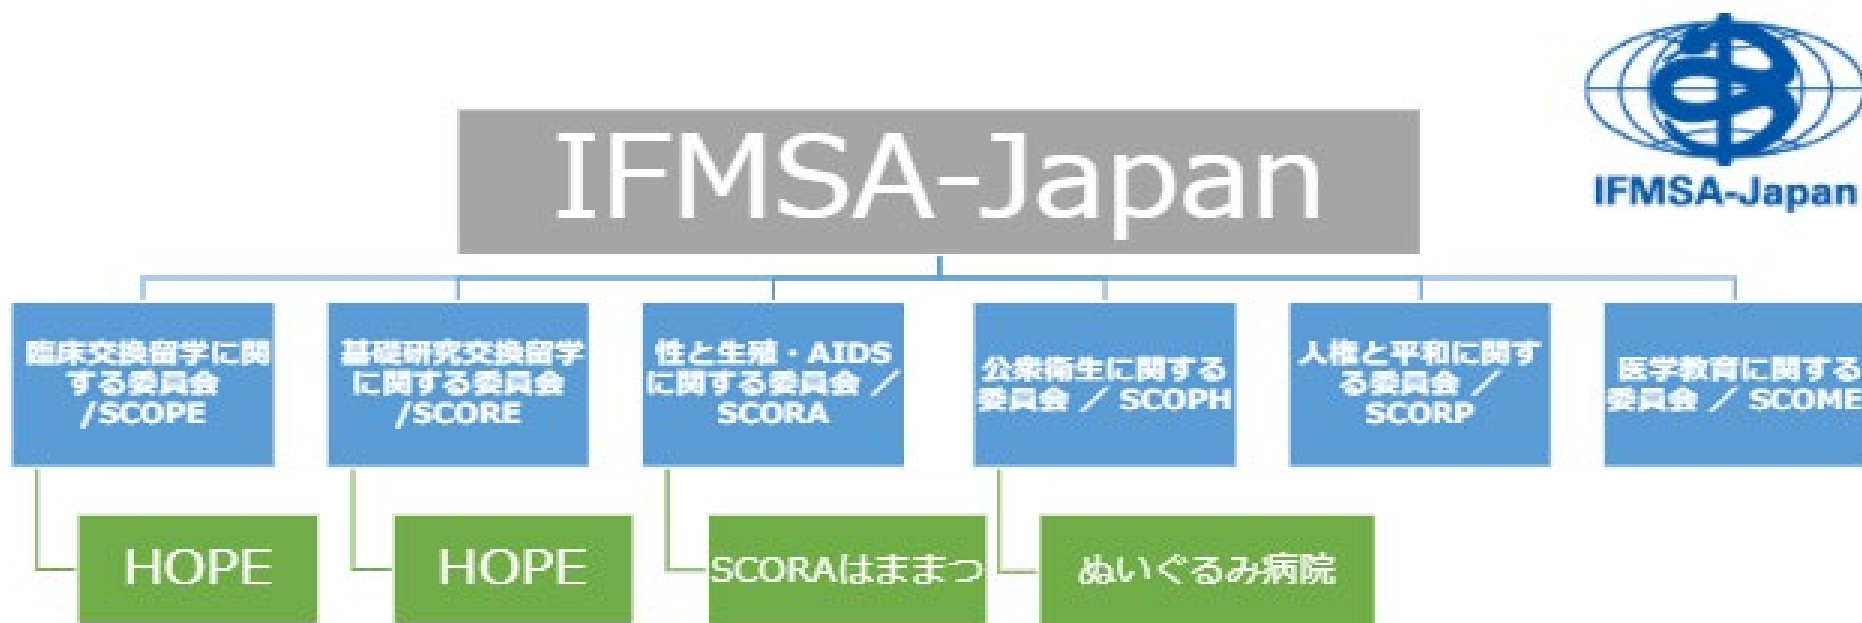 IFMSA-Japan
IFMSA-Japan
臨床交換留学に関
する委員会
/SCOPE
基礎研究交換留学
に関する委員会
/SCORE
性と生殖・AIDS
に関する委員会 ／
SCORA
公衆衛生に関する
委員会 ／ SCOPH
人権と平和に関す
る委員会 ／
SCORP
医学教育に関する
委員会 ／ SCOME
HOPE
HOPE
SCORAはままつ
ぬいぐるみ病院